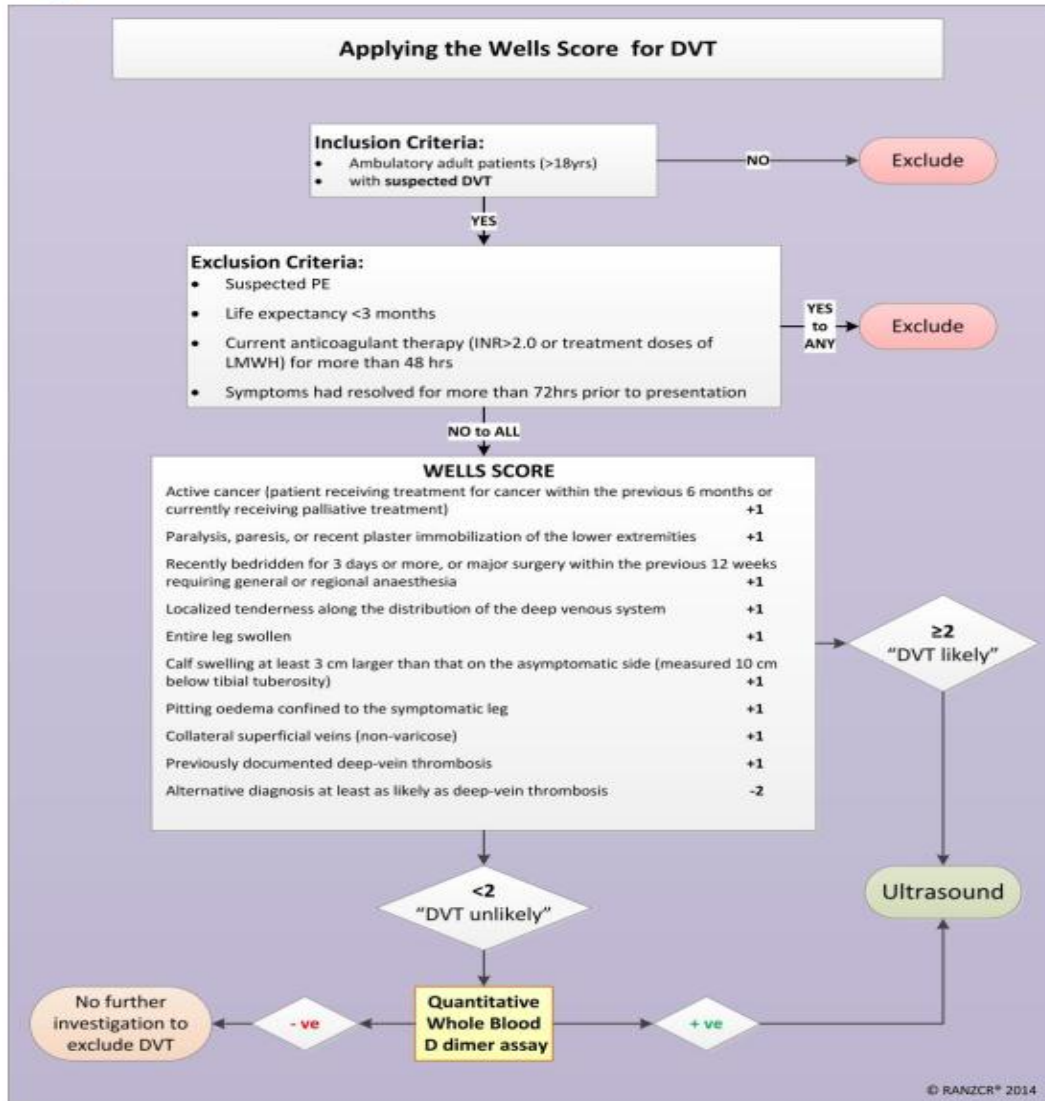 Applying the Wells Score for DVT
Inclusion Criteria:
• Ambulatory adult patients (>18yrs)
• with suspected DVT
NO
Exclude
YES
Exclusion Criteria:
• Suspected PE
• Life expectancy <3 months
• Current anticoagulant therapy (INR>2.0 or treatment doses of
LMWH) for more than 48 hrs
• Symptoms had resolved for more than 72hrs prior to presentation
YES
to
ANY
Exclude
NO to ALL
WELLS SCORE
Active cancer (patient receiving treatment for cancer within the previous 6 months or
currently receiving palliative treatment) +1
Paralysis, paresis, or recent plaster immobilization of the lower extremities +1
Recently bedridden for 3 days or more, or major surgery within the previous 12 weeks
requiring general or regional anaesthesia +1
Localized tenderness along the distribution of the deep venous system +1
Entire leg swollen +1
Calf swelling at least 3 cm larger than that on the asymptomatic side (measured 10 cm
below tibial tuberosity) +1
Pitting oedema confined to the symptomatic leg +1
Collateral superficial veins (non-varicose) +1
Previously documented deep-vein thrombosis +1
Alternative diagnosis at least as likely as deep-vein thrombosis -2
≥2
“DVT likely”
<2
“DVT unlikely”
Ultrasound
No further
investigation to
exclude DVT
- ve
Quantitative
Whole Blood
D dimer assay
+ ve
© RANZCR® 2014